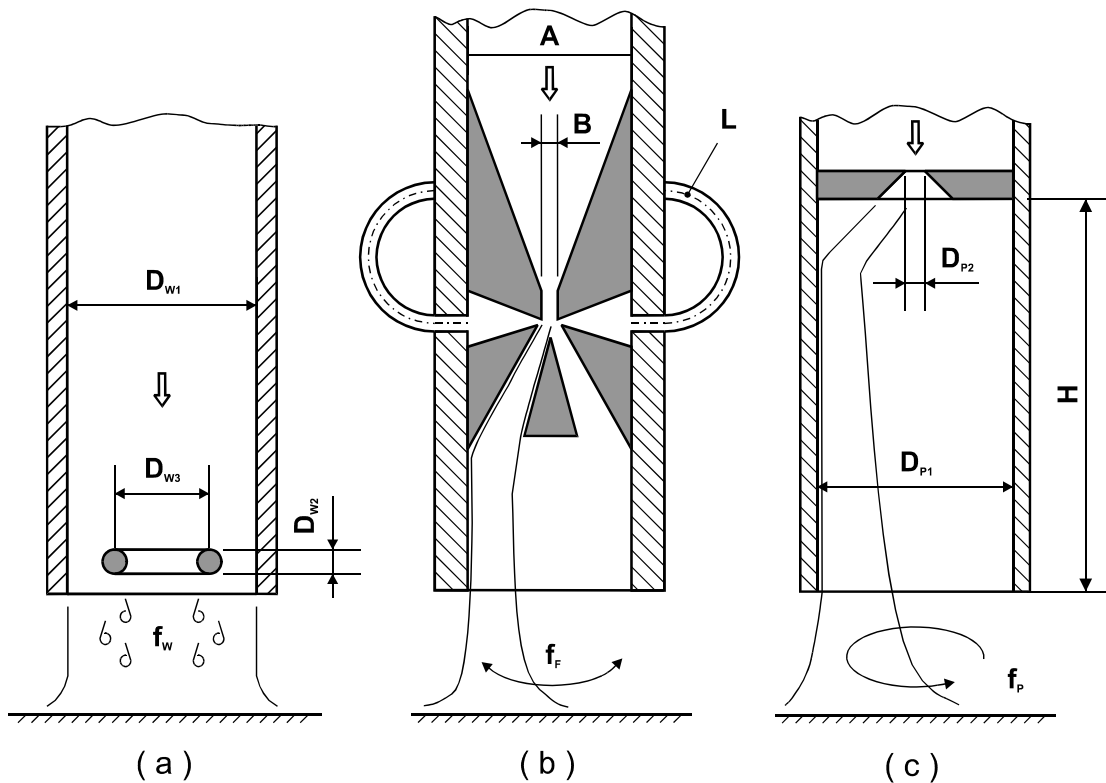 D_W1
D_W3
D_W2
f_W
( a )
A
B
L
f_F
( b )
D_P2
H
D_P1
f_P
( c )